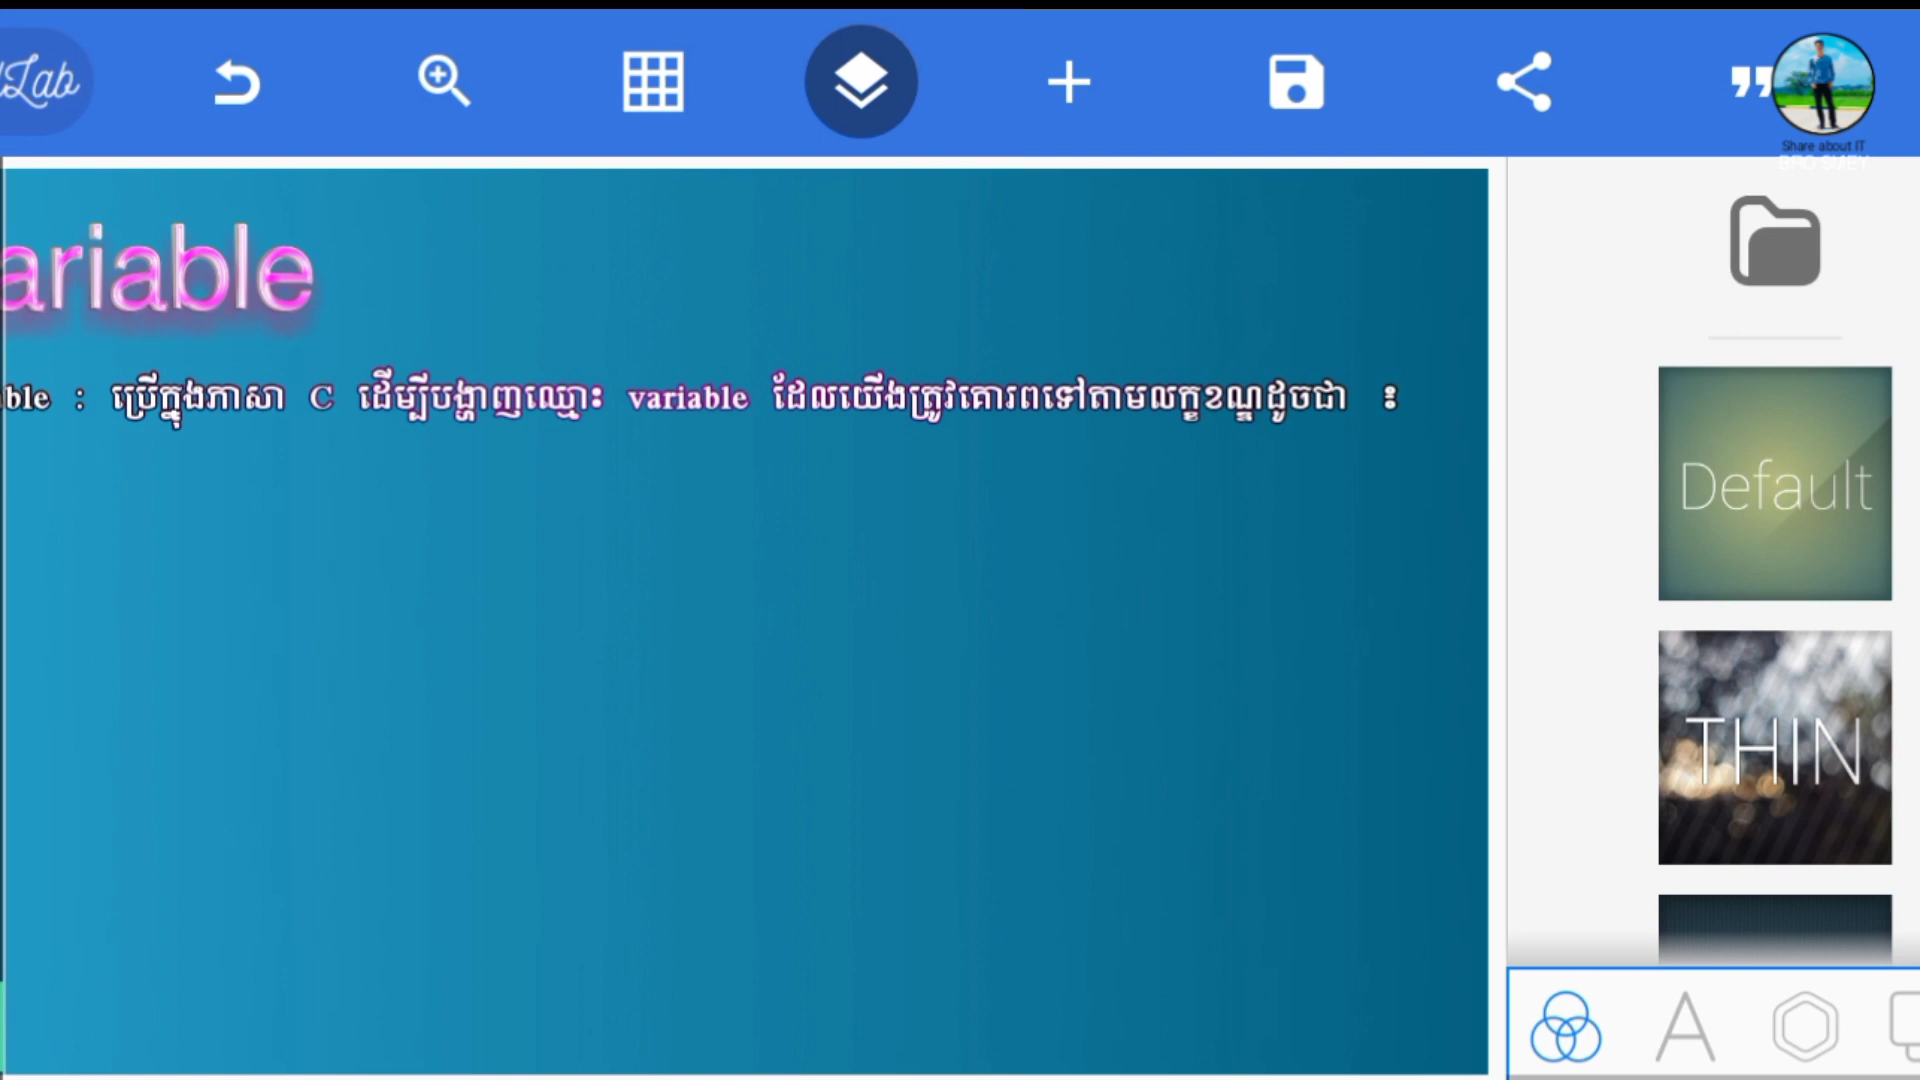 Lab
Share about IT
BRO SMEY
ariable
ble : ប្រើក្នុងភាសា C ដើម្បីបង្ហាញឈ្មោះ variable ដែលយើងត្រូវគោរពទៅតាមលក្ខខណ្ឌដូចជា ៖
Default
THIN